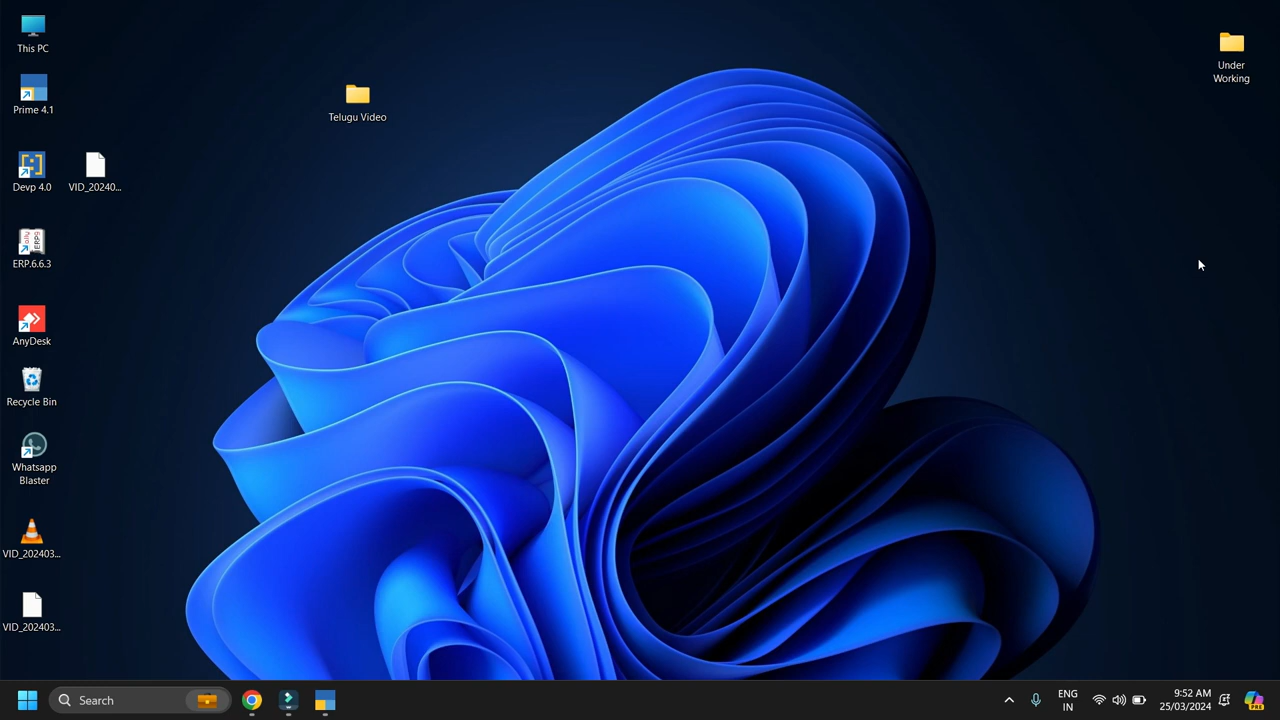 This PC
Prime 4.1
Devp 4.0
VID_20240...
ERP.6.6.3
AnyDesk
Recycle Bin
Whatsapp
Blaster
VID_202403...
VID_202403...
Telugu Video
Under
Working
Search
ENG
IN
9:52 AM
25/03/2024
PRE